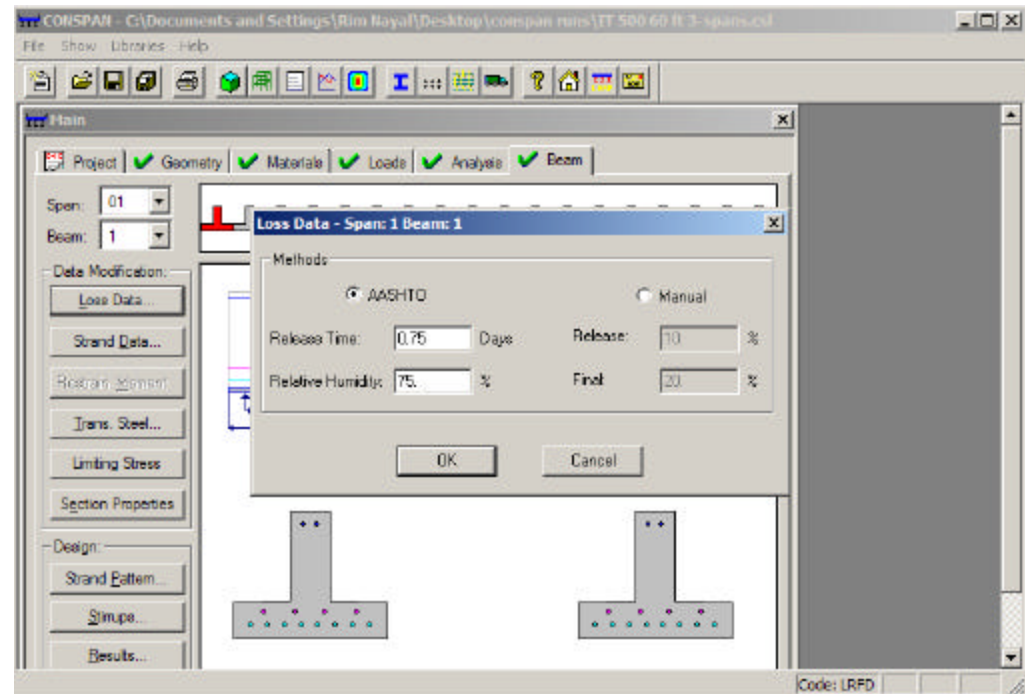 CONSPAN - C:\Documents and Settings\Rim Nayal\Desktop\conspan runs\IT 500 60 ft 3-spans.csl
File Show Libraries Help
Main
Project Geometry Materials Loads Analysis Beam
Span: 01
Beam: 1
Data Modification:
Loss Data...
Strand Data...
Restrain Moment
Trans. Steel...
Limiting Stress
Section Properties
Design:
Strand Pattern...
Stirrups...
Results...
Loss Data - Span: 1 Beam: 1
Methods
AASHTO Manual
Release Time: 0.75 Days Release: 10 %
Relative Humidity: 75. % Final: 20. %
OK Cancel
Code: LRFD